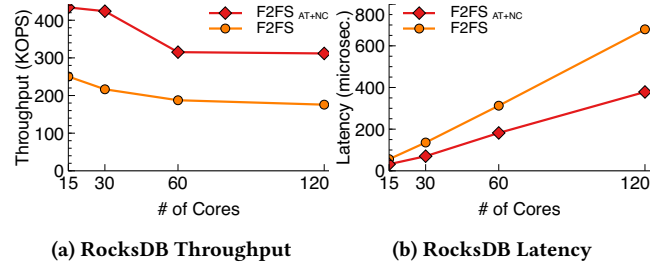 F2FS AT+NC
F2FS
Throughput (KOPS)
400
300
200
100
0
15
30
60
120
# of Cores
(a) RocksDB Throughput
F2FS AT+NC
F2FS
Latency (microsec.)
800
600
400
200
0
15
30
60
120
# of Cores
(b) RocksDB Latency